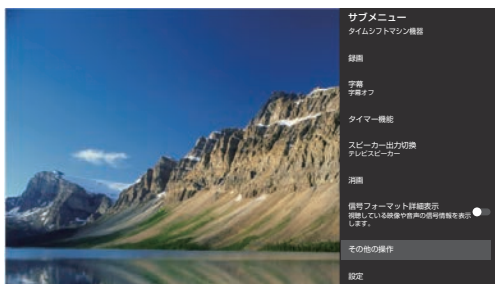 サブメニュー
タイムシフトマシン機器
録画
字幕
字幕オフ
タイマー機能
スピーカー出力切換
テレビスピーカー
消画
信号フォーマット詳細表示
視聴している映像や音声の信号情報を表示
します。
その他の操作
設定